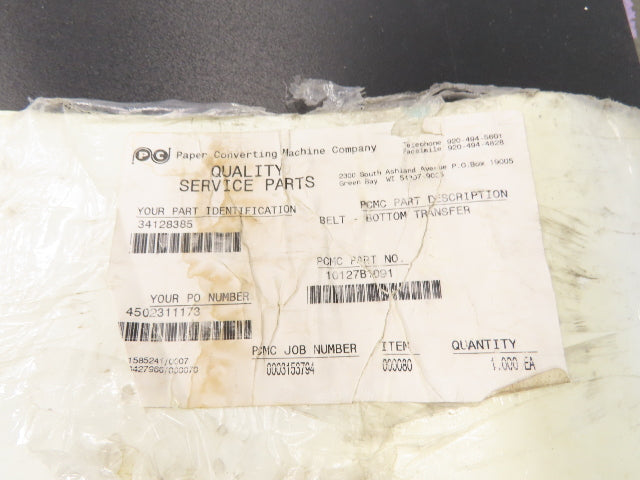 PCMC Paper Converting Machine Company
QUALITY
SERVICE PARTS
Telephone 920-494-5601
Facsimile 920-494-4828
2300 South Ashland Avenue P.O.Box 19005
Green Bay WI
YOUR PART IDENTIFICATION
34128385
PCMC PART DESCRIPTION
BELT - BOTTOM TRANSFER
PCMC PART NO.
10127B1091
YOUR PO NUMBER
4502311173
PCMC JOB NUMBER
0003153794
ITEM
000080
QUANTITY
1.000 EA